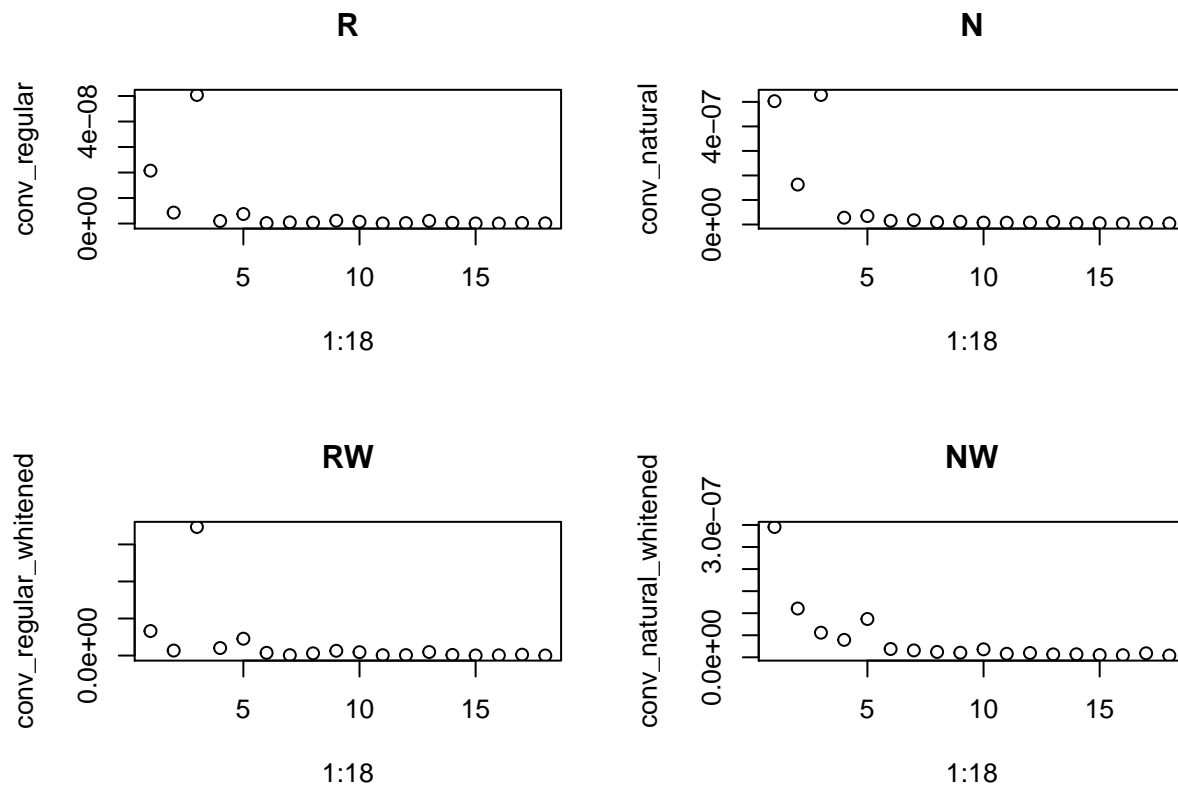 R
conv_regular
0e+00
4e−08
5
10
15
1:18
N
conv_natural
0e+00
4e−07
5
10
15
1:18
RW
conv_regular_whitened
0.0e+00
5
10
15
1:18
NW
conv_natural_whitened
0.0e+00
3.0e−07
5
10
15
1:18